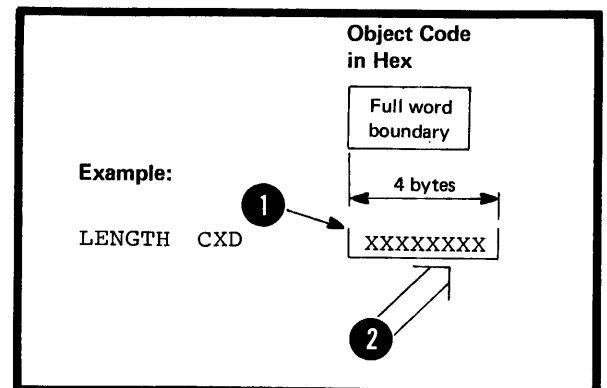 Object Code
in Hex
Full word
boundary
Example:
4 bytes
1
LENGTH CXD
XXXXXXXX
2